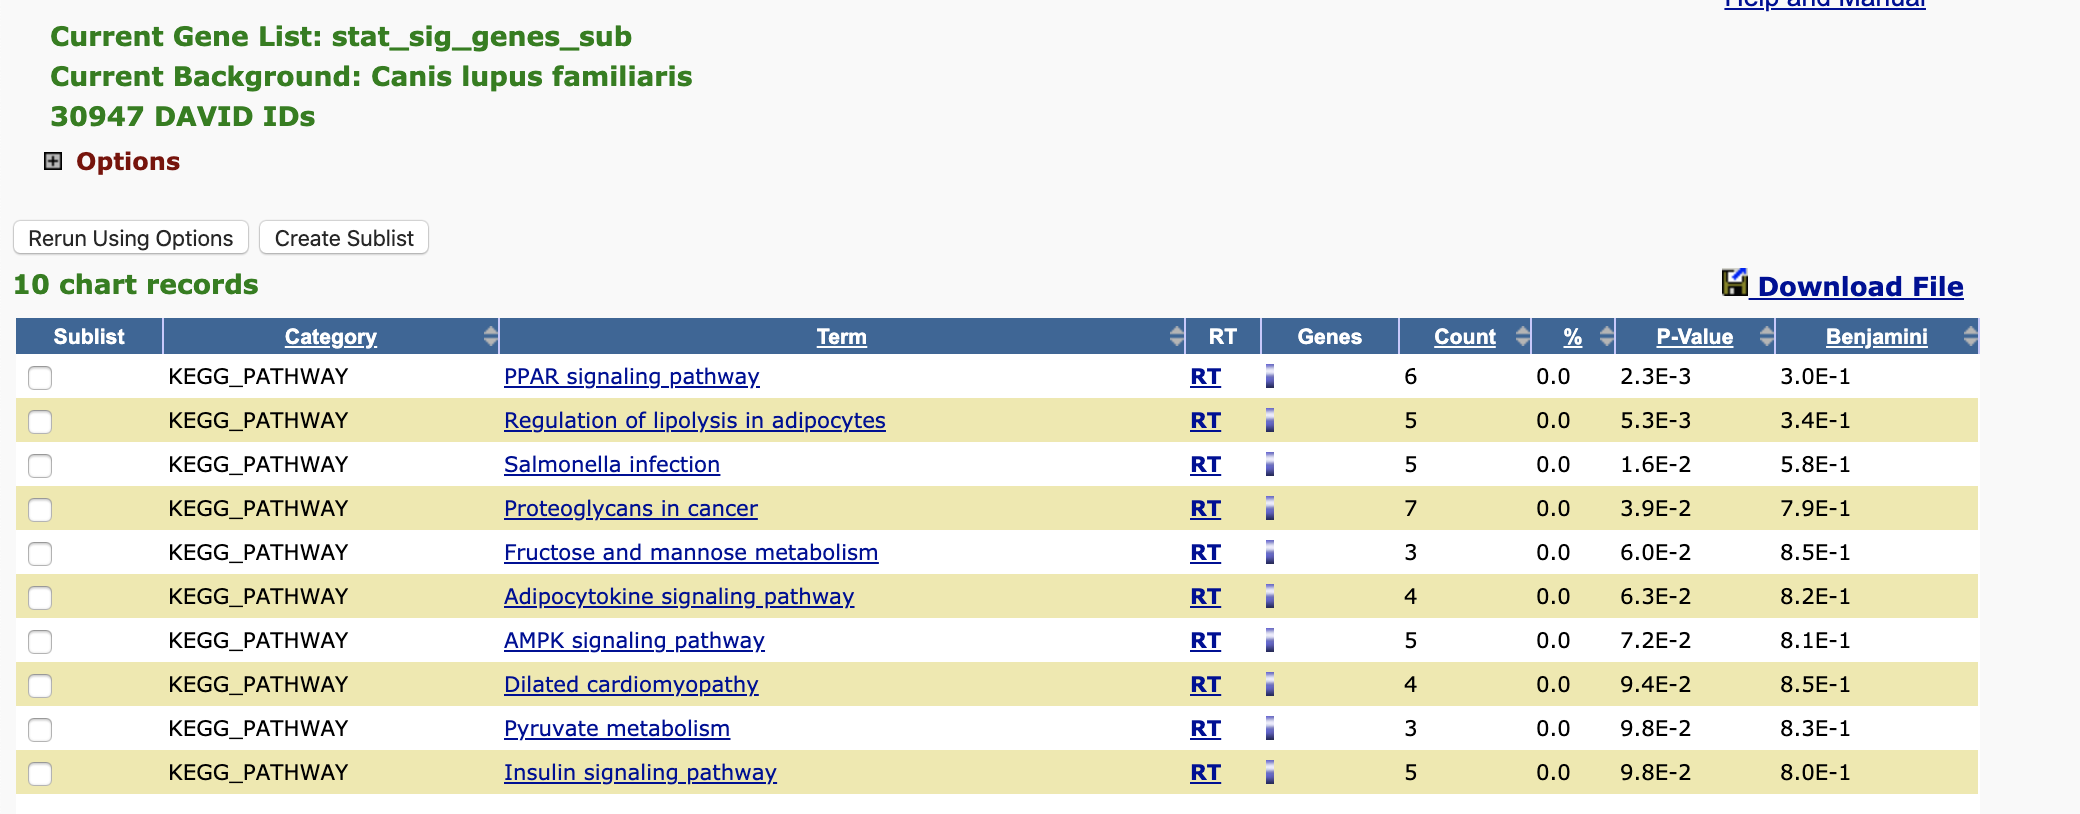 Help and Manual
Current Gene List: stat_sig_genes_sub
Current Background: Canis lupus familiaris
30947 DAVID IDs
Options
Rerun Using Options Create Sublist
10 chart records Download File
Sublist Category Term RT Genes Count % P-Value Benjamini
KEGG_PATHWAY PPAR signaling pathway RT 6 0.0 2.3E-3 3.0E-1
KEGG_PATHWAY Regulation of lipolysis in adipocytes RT 5 0.0 5.3E-3 3.4E-1
KEGG_PATHWAY Salmonella infection RT 5 0.0 1.6E-2 5.8E-1
KEGG_PATHWAY Proteoglycans in cancer RT 7 0.0 3.9E-2 7.9E-1
KEGG_PATHWAY Fructose and mannose metabolism RT 3 0.0 6.0E-2 8.5E-1
KEGG_PATHWAY Adipocytokine signaling pathway RT 4 0.0 6.3E-2 8.2E-1
KEGG_PATHWAY AMPK signaling pathway RT 5 0.0 7.2E-2 8.1E-1
KEGG_PATHWAY Dilated cardiomyopathy RT 4 0.0 9.4E-2 8.5E-1
KEGG_PATHWAY Pyruvate metabolism RT 3 0.0 9.8E-2 8.3E-1
KEGG_PATHWAY Insulin signaling pathway RT 5 0.0 9.8E-2 8.0E-1